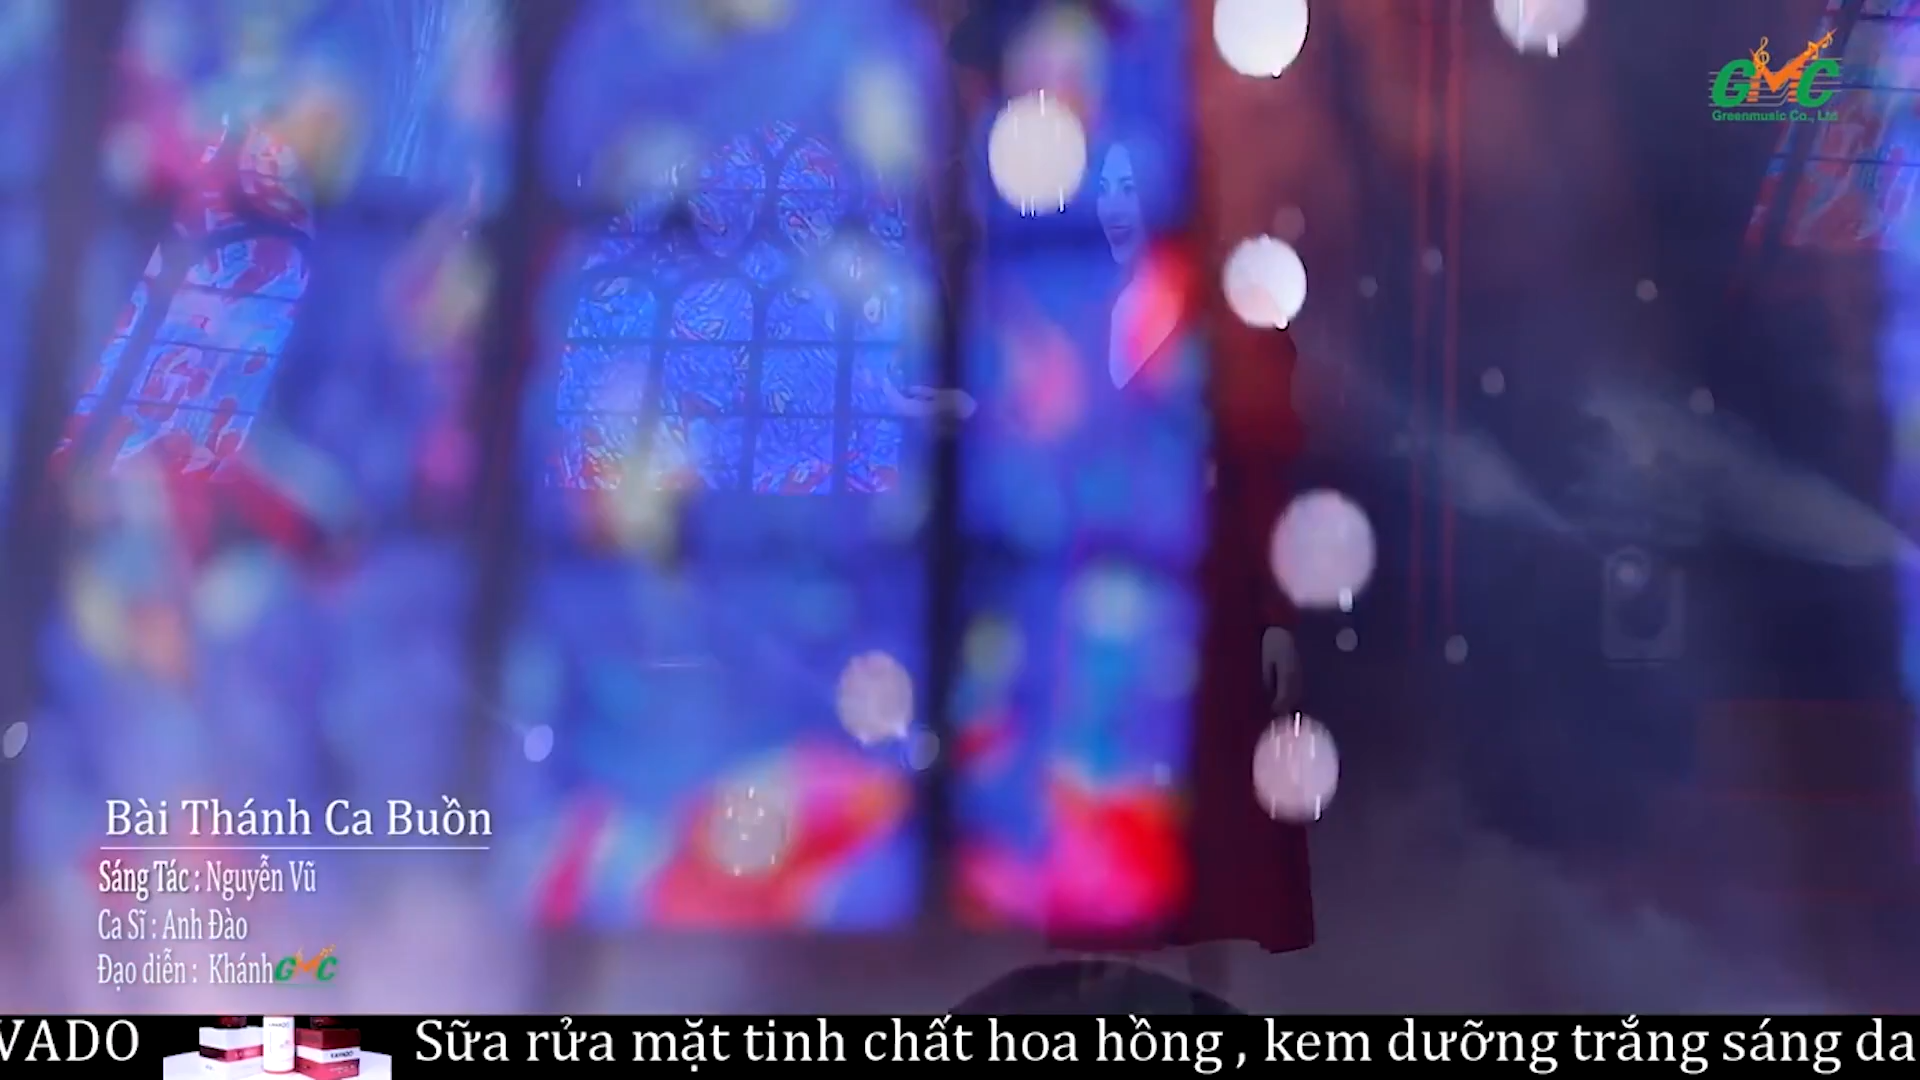 GMC
Greenmusic Co., Ltd
Bài Thánh Ca Buồn
Sáng Tác : Nguyễn Vũ
Ca Sĩ : Anh Đào
Đạo diễn : Khánh GMC
VADO Sữa rửa mặt tinh chất hoa hồng , kem dưỡng trắng sáng da